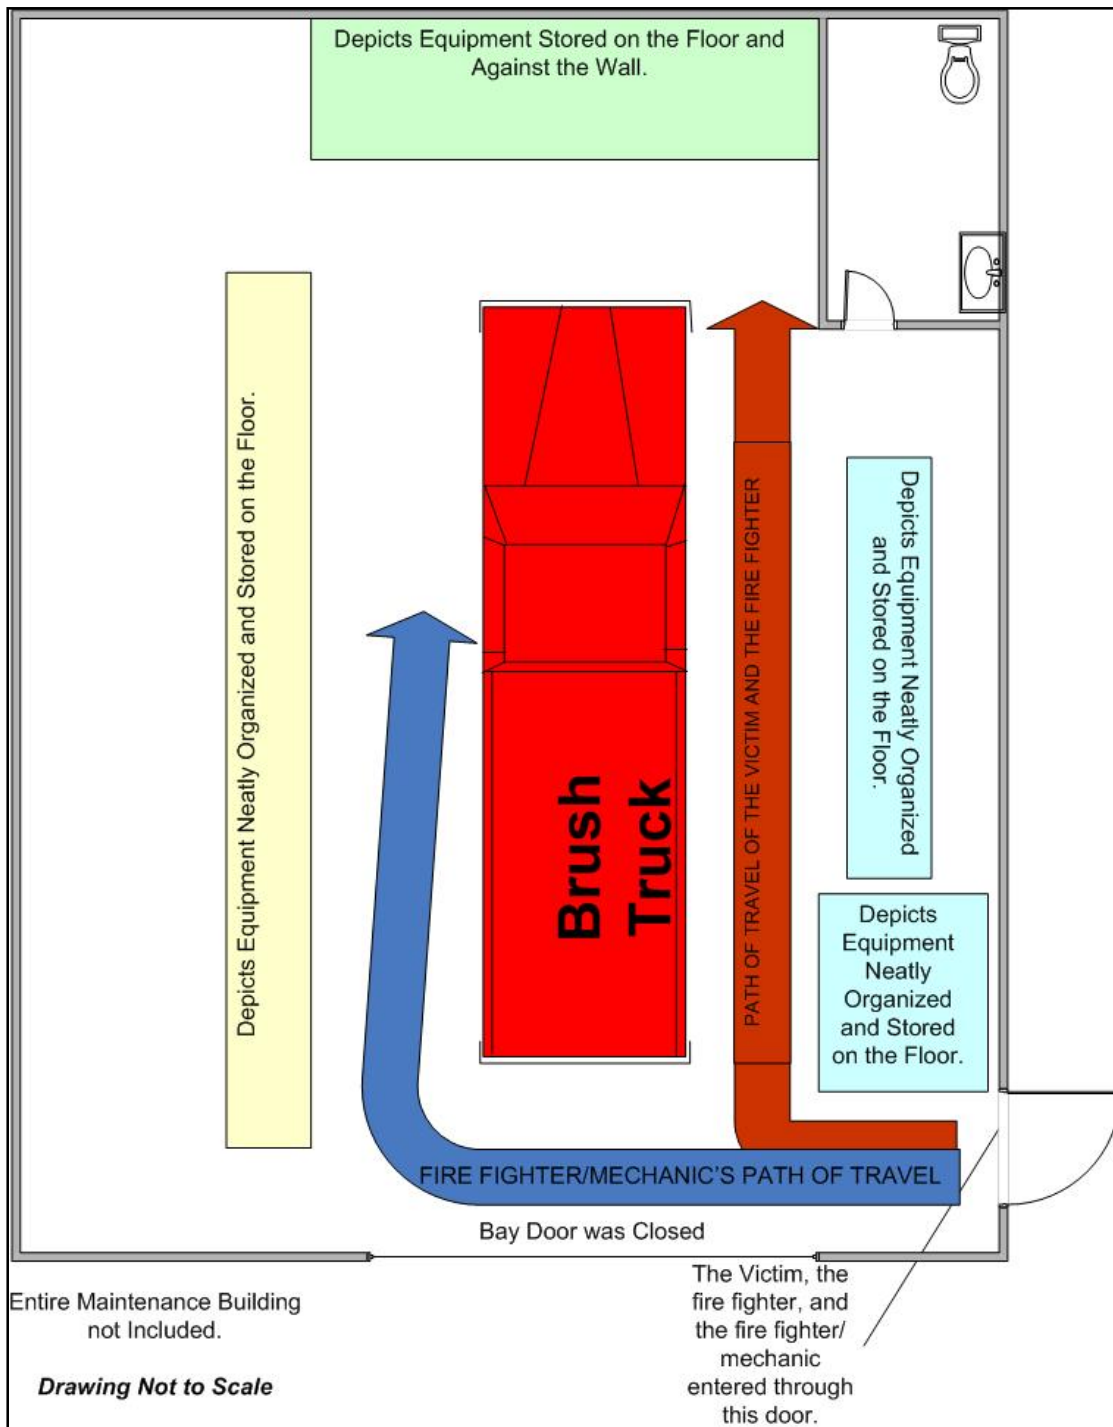 Depicts Equipment Stored on the Floor and
Against the Wall.
Depicts Equipment Neatly Organized and Stored on the Floor.
Brush
Truck
PATH OF TRAVEL OF THE VICTIM AND THE FIRE FIGHTER
Depicts Equipment Neatly Organized
and Stored on the Floor.
Depicts
Equipment
Neatly
Organized
and Stored
on the Floor.
FIRE FIGHTER/MECHANIC'S PATH OF TRAVEL
Bay Door was Closed
The Victim, the
fire fighter, and
the fire fighter/
mechanic
entered through
this door.
Entire Maintenance Building
not Included.
Drawing Not to Scale